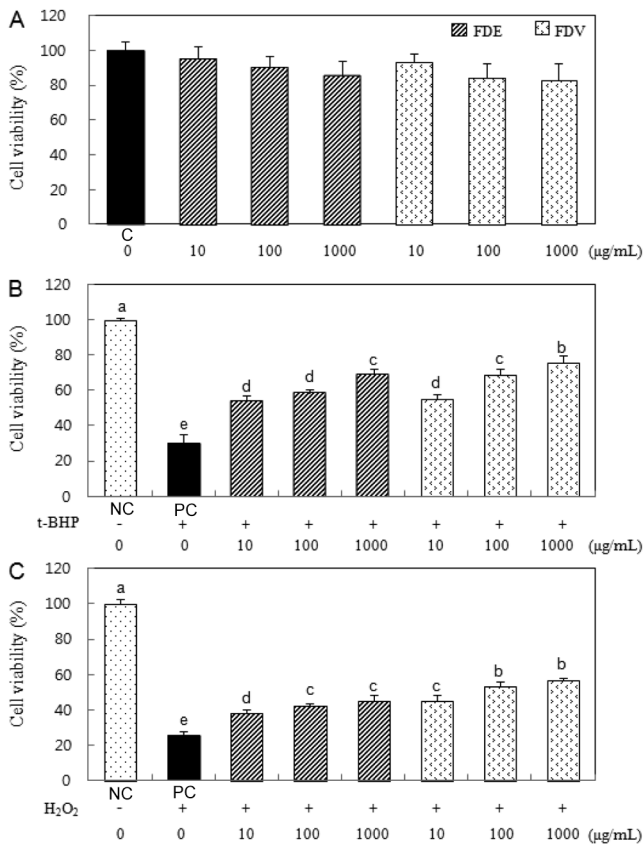 A
FDE FDV
120
100
80
60
40
20
0
Cell viability (%)
C
0 10 100 1000 10 100 1000 (µg/mL)
B
120
100
80
60
40
20
0
Cell viability (%)
a e d d c d c b
NC PC
t-BHP - + + + + + + +
0 0 10 100 1000 10 100 1000 (µg/mL)
C
120
100
80
60
40
20
0
Cell viability (%)
a e d c c c b b
NC PC
H₂O₂ - + + + + + + +
0 0 10 100 1000 10 100 1000 (µg/mL)